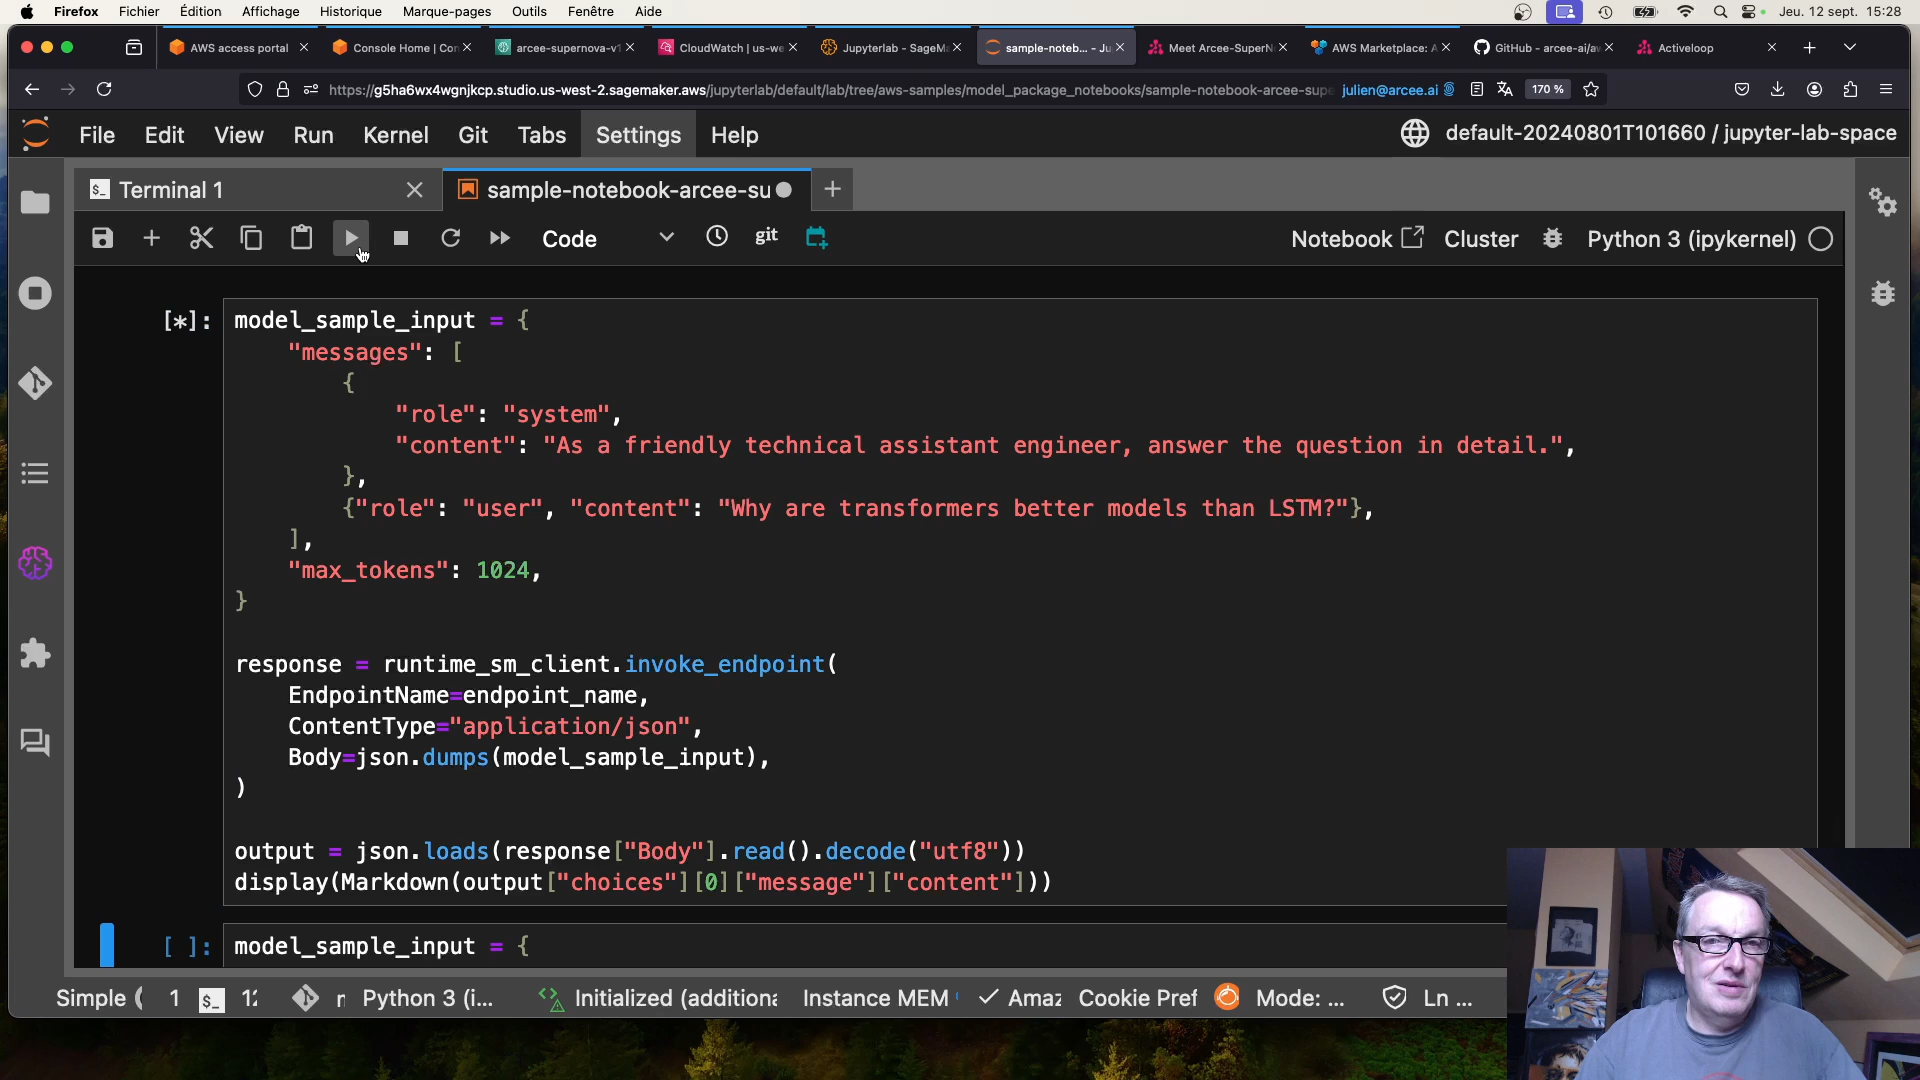 Firefox Fichier Édition Affichage Historique Marque-pages Outils Fenêtre Aide Jeu. 12 sept. 15:28
AWS access portal Console Home | Con arcee-supernova-v1 CloudWatch | us-we Jupyterlab - SageMa sample-noteb... - Ju Meet Arcee-SuperN AWS Marketplace: A GitHub - arcee-ai/aw Activeloop
https://g5ha6wx4wgnjkcp.studio.us-west-2.sagemaker.aws/jupyterlab/default/lab/tree/aws-samples/model_package_notebooks/sample-notebook-arcee-supe julien@arcee.ai 170 %
File Edit View Run Kernel Git Tabs Settings Help default-20240801T101660 / jupyter-lab-space
Terminal 1 sample-notebook-arcee-su
Code git Notebook Cluster Python 3 (ipykernel)
[*]: model_sample_input = {
"messages": [
{
"role": "system",
"content": "As a friendly technical assistant engineer, answer the question in detail.",
},
{"role": "user", "content": "Why are transformers better models than LSTM?"},
],
"max_tokens": 1024,
}
response = runtime_sm_client.invoke_endpoint(
EndpointName=endpoint_name,
ContentType="application/json",
Body=json.dumps(model_sample_input),
)
output = json.loads(response["Body"].read().decode("utf8"))
display(Markdown(output["choices"][0]["message"]["content"]))
[ ]: model_sample_input = {
Simple 1 Python 3 (i... Initialized (additiona Instance MEM Amaz Cookie Pref Mode: ... Ln ...